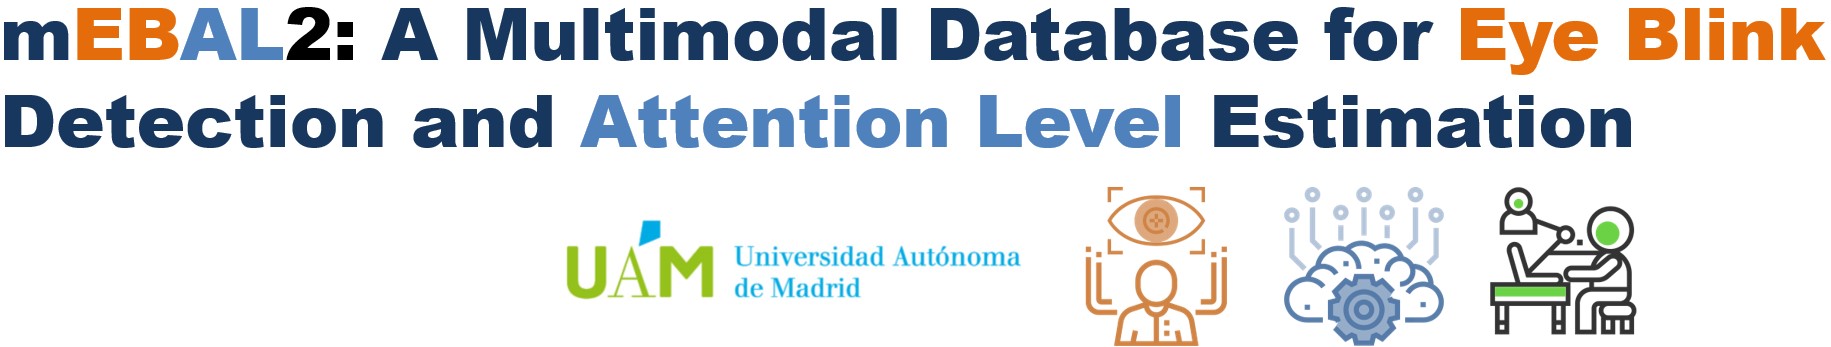 mEBAL2: A Multimodal Database for Eye Blink
Detection and Attention Level Estimation
UAM Universidad Autónoma
de Madrid